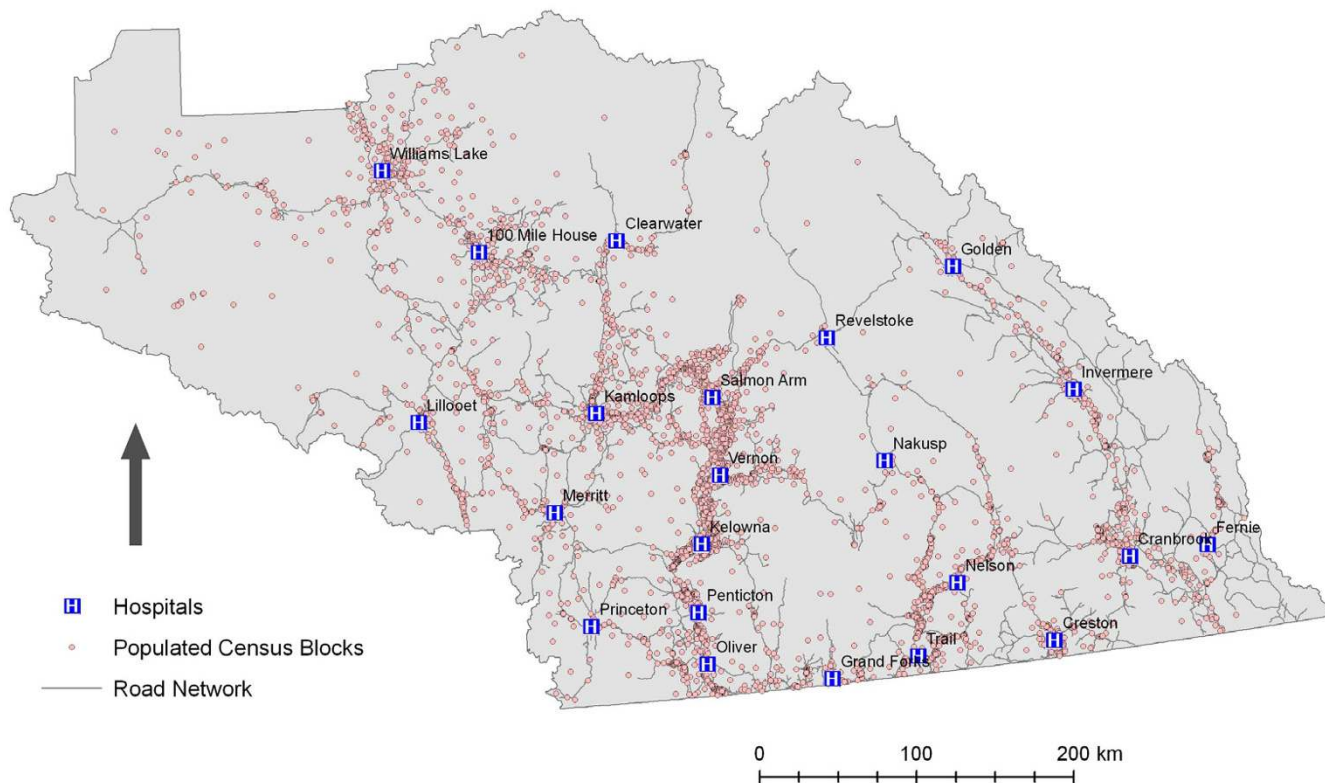 Williams Lake
100 Mile House
Clearwater
Golden
Revelstoke
Invermere
Salmon Arm
Kamloops
Lillooet
Nakusp
Vernon
Merritt
Kelowna
Cranbrook
Fernie
Nelson
Penticton
Princeton
Creston
Trail
Oliver
Grand Forks
H Hospitals
Populated Census Blocks
Road Network
0 100 200 km